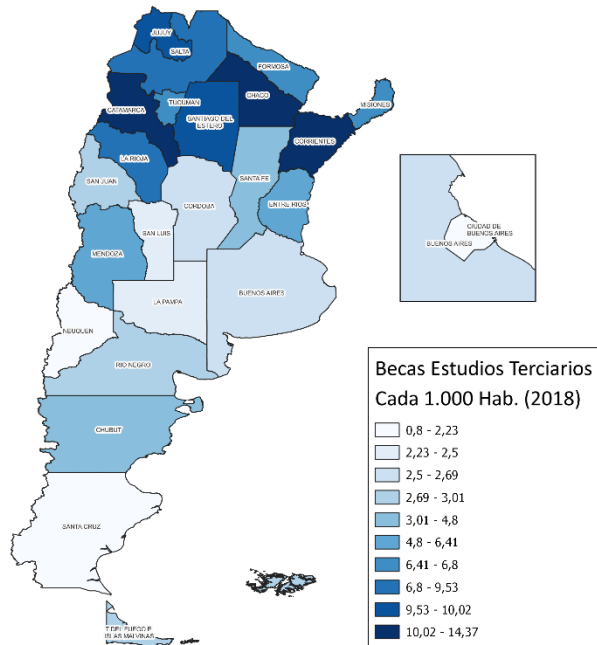 JUJUY
SALTA
FORMOSA
CHACO
MISIONES
TUCUMAN
CATAMARCA
SANTIAGO DEL
ESTERO
CORRIENTES
LA RIOJA
SANTA FE
SAN JUAN
CORDOBA
ENTRE RIOS
SAN LUIS
MENDOZA
CIUDAD DE
BUENOS AIRES
BUENOS AIRES
LA PAMPA
BUENOS AIRES
NEUQUEN
RIO NEGRO
CHUBUT
SANTA CRUZ
T DEL FUEGO E
ISLAS MALVINAS
Becas Estudios Terciarios
Cada 1.000 Hab. (2018)
0,8 - 2,23
2,23 - 2,5
2,5 - 2,69
2,69 - 3,01
3,01 - 4,8
4,8 - 6,41
6,41 - 6,8
6,8 - 9,53
9,53 - 10,02
10,02 - 14,37